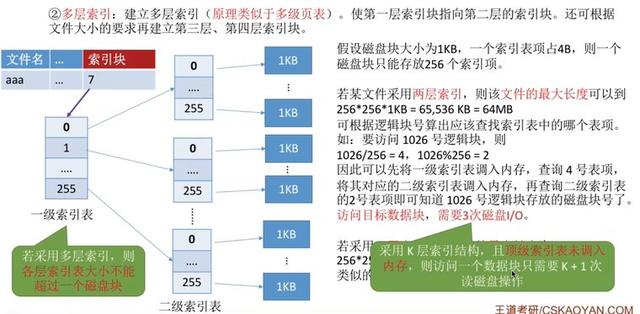 ②多层索引：建立多层索引（原理类似于多级页表）。使第一层索引块指向第二层的索引块。还可根
据文件大小的要求再建立第三层、第四层索引块。
文件名 ... 索引块
aaa ... 7
0
1
....
255
一级索引表
若采用多层索引，则
各层索引表大小不能
超过一个磁盘块
0
....
255
......
0
....
255
二级索引表
1KB
⋮
1KB
1KB
⋮
1KB
1KB
⋮
1KB
假设磁盘块大小为1KB，一个索引表项占4B，则一个
磁盘块只能存放256 个索引项。
若某文件采用两层索引，则该文件的最大长度可以到
256*256*1KB = 65,536 KB = 64MB
可根据逻辑块号算出应该查找索引表中的哪个表项。
如：要访问 1026 号逻辑块，则
1026/256 = 4，1026%256 = 2
因此可以先将一级索引表调入内存，查询 4 号表项，
将其对应的二级索引表调入内存，再查询二级索引表
的2号表项即可知道 1026 号逻辑块存放的磁盘块号了。
访问目标数据块，需要3次磁盘I/O。
若采用
256*25
类似的
采用 K 层索引结构，且顶级索引表未调入
内存，则访问一个数据块只需要 K + 1 次
读磁盘操作
王道考研/CSKAOYAN.COM